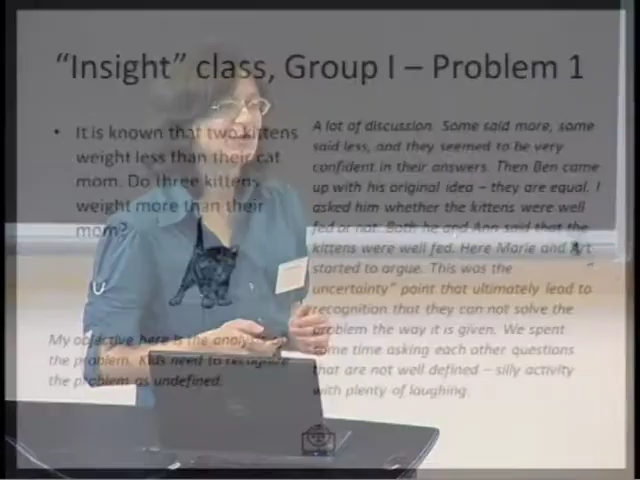 “Insight” class, Group I – Problem 1
• It is known that two kittens
weight less than their cat
mom. Do three kittens
weight more than their
mom?
My objective here is the analysis of
the problem. Kids need to recognize
the problem as undefined.
A lot of discussion. Some said more, some
said less, and they seemed to be very
confident in their answers. Then Ben came
up with his original idea – they are equal. I
asked him whether the kittens were well
fed or not. Both he and Ann said that the
kittens were well fed. Here Marie and Art
started to argue. This was the “
uncertainty” point that ultimately lead to
recognition that they can not solve the
problem the way it is given. We spent
some time asking each other questions
that are not well defined – silly activity
with plenty of laughing.